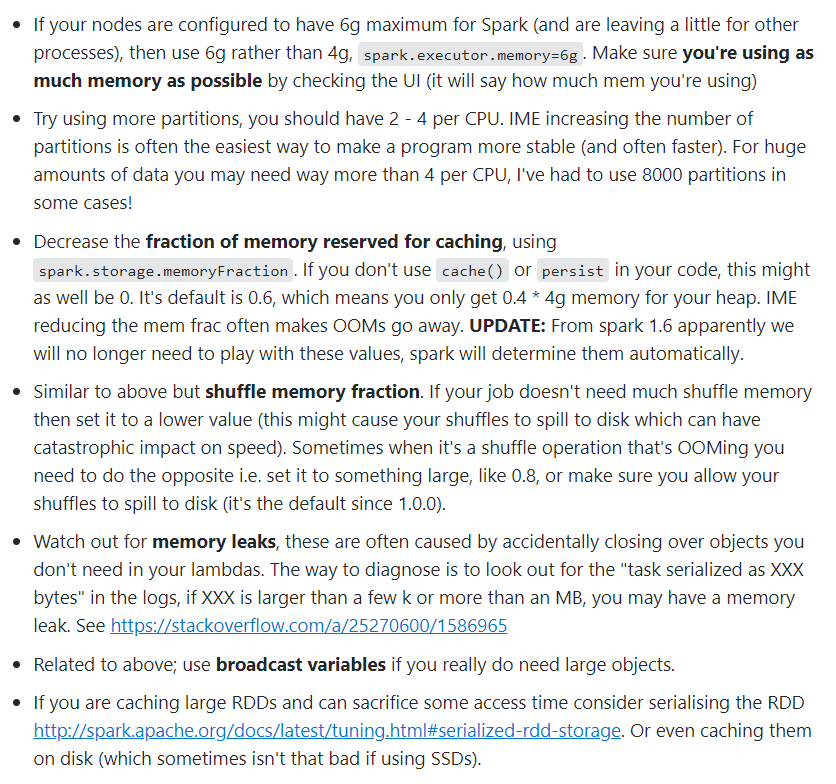 • If your nodes are configured to have 6g maximum for Spark (and are leaving a little for other
processes), then use 6g rather than 4g, spark.executor.memory=6g. Make sure you're using as
much memory as possible by checking the UI (it will say how much mem you're using)
• Try using more partitions, you should have 2 - 4 per CPU. IME increasing the number of
partitions is often the easiest way to make a program more stable (and often faster). For huge
amounts of data you may need way more than 4 per CPU, I've had to use 8000 partitions in
some cases!
• Decrease the fraction of memory reserved for caching, using
spark.storage.memoryFraction. If you don't use cache() or persist in your code, this might
as well be 0. It's default is 0.6, which means you only get 0.4 * 4g memory for your heap. IME
reducing the mem frac often makes OOMs go away. UPDATE: From spark 1.6 apparently we
will no longer need to play with these values, spark will determine them automatically.
• Similar to above but shuffle memory fraction. If your job doesn't need much shuffle memory
then set it to a lower value (this might cause your shuffles to spill to disk which can have
catastrophic impact on speed). Sometimes when it's a shuffle operation that's OOMing you
need to do the opposite i.e. set it to something large, like 0.8, or make sure you allow your
shuffles to spill to disk (it's the default since 1.0.0).
• Watch out for memory leaks, these are often caused by accidentally closing over objects you
don't need in your lambdas. The way to diagnose is to look out for the "task serialized as XXX
bytes" in the logs, if XXX is larger than a few k or more than an MB, you may have a memory
leak. See https://stackoverflow.com/a/25270600/1586965
• Related to above; use broadcast variables if you really do need large objects.
• If you are caching large RDDs and can sacrifice some access time consider serialising the RDD
http://spark.apache.org/docs/latest/tuning.html#serialized-rdd-storage. Or even caching them
on disk (which sometimes isn't that bad if using SSDs).